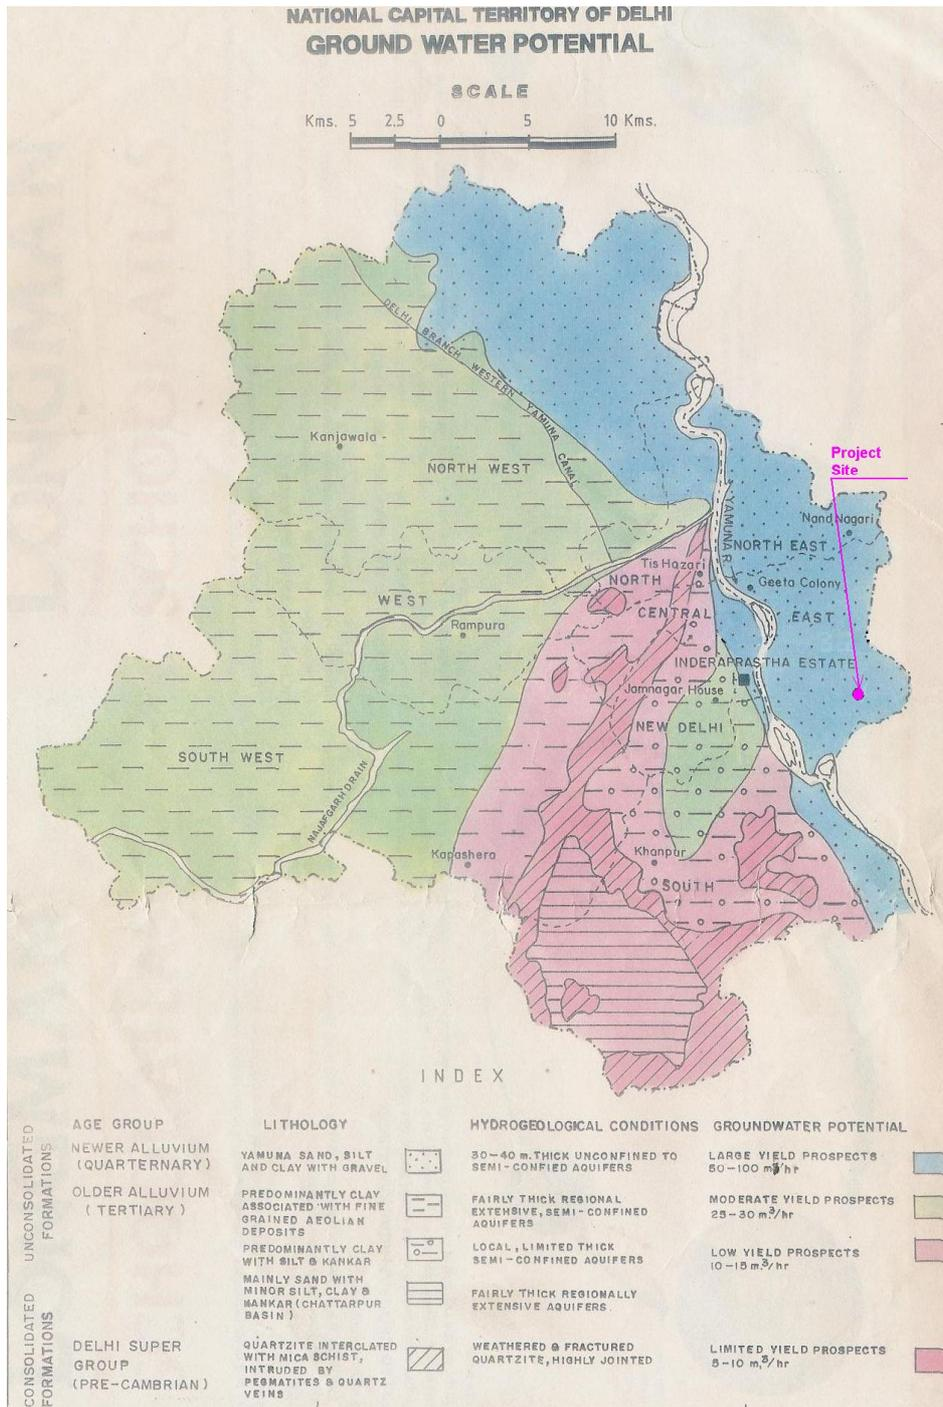 NATIONAL CAPITAL TERRITORY OF DELHI
GROUND WATER POTENTIAL
SCALE
Kms. 5 2.5 0 5 10 Kms.
DELHI BRANCH WESTERN YAMUNA CANAL
Kanjawala
NORTH WEST
Project
Site
Nand Nagari
YAMUNA R.
NORTH EAST
Tis Hazari
NORTH
Geeta Colony
WEST
CENTRAL
EAST
Rampura
INDERAPRASTHA ESTATE
Jamnagar House
NEW DELHI
SOUTH WEST
NAJAFGARH DRAIN
Kapashera
Khanpur
SOUTH
INDEX
AGE GROUP LITHOLOGY HYDROGEOLOGICAL CONDITIONS GROUNDWATER POTENTIAL
UNCONSOLIDATED
FORMATIONS
NEWER ALLUVIUM
(QUARTERNARY)
YAMUNA SAND, SILT
AND CLAY WITH GRAVEL
30-40 m. THICK UNCONFINED TO
SEMI-CONFIED AQUIFERS
LARGE YIELD PROSPECTS
50-100 m³/hr
OLDER ALLUVIUM
(TERTIARY)
PREDOMINANTLY CLAY
ASSOCIATED WITH FINE
GRAINED AEOLIAN
DEPOSITS
FAIRLY THICK REGIONAL
EXTENSIVE, SEMI-CONFINED
AQUIFERS
MODERATE YIELD PROSPECTS
25-30 m.³/hr
PREDOMINANTLY CLAY
WITH SILT & KANKAR
LOCAL, LIMITED THICK
SEMI-CONFINED AQUIFERS
LOW YIELD PROSPECTS
10-15 m.³/hr
MAINLY SAND WITH
MINOR SILT, CLAY &
MANKAR (CHATTARPUR
BASIN)
FAIRLY THICK REGIONALLY
EXTENSIVE AQUIFERS.
CONSOLIDATED
FORMATIONS
DELHI SUPER
GROUP
(PRE-CAMBRIAN)
QUARTZITE INTERCLATED
WITH MICA SCHIST,
INTRUDED BY
PEGMATITES & QUARTZ
VEINS
WEATHERED & FRACTURED
QUARTZITE, HIGHLY JOINTED
LIMITED YIELD PROSPECTS
5-10 m.³/hr